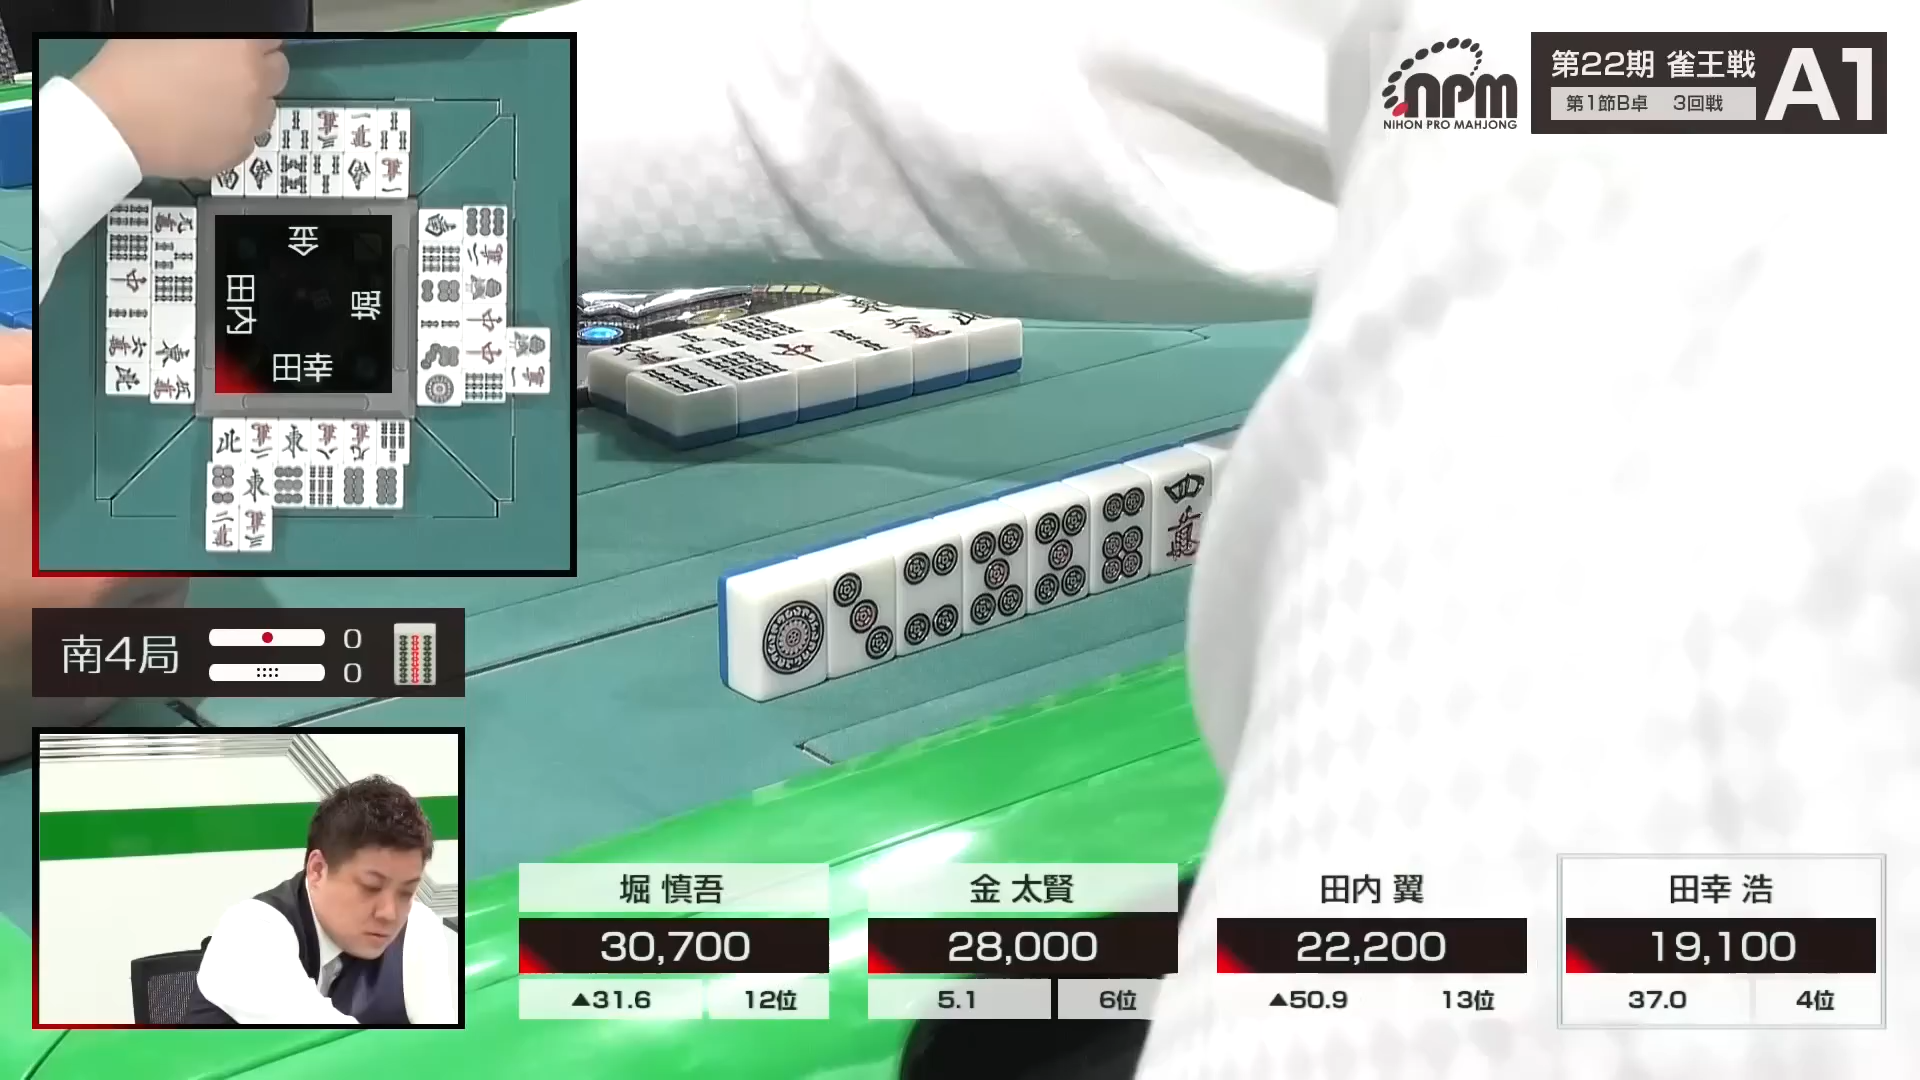 npm
NIHON PRO MAHJONG
第22期 雀王戦
第1節B卓 3回戦
A1
金
田内
堀
田幸
南4局
0
0
四萬
堀 慎吾
30,700
▲31.6 12位
金 太賢
28,000
5.1 6位
田内 翼
22,200
▲50.9 13位
田幸 浩
19,100
37.0 4位